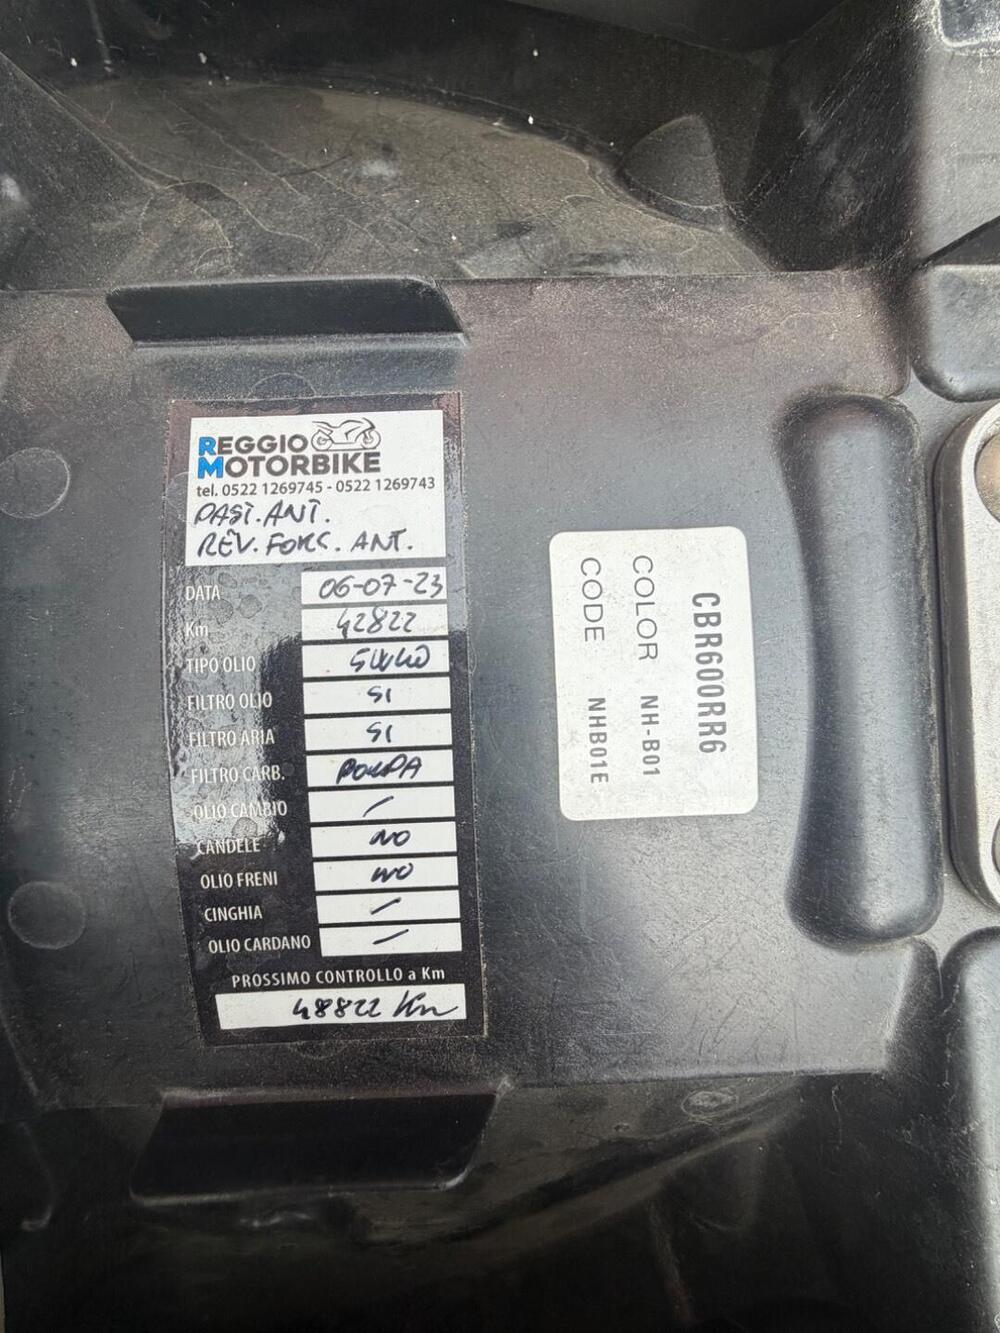 REGGIO
MOTORBIKE
tel. 0522 1269745 - 0522 1269743
PAST. ANT.
REV. FORC. ANT.
DATA 06-07-23
Km 42822
TIPO OLIO 5W40
FILTRO OLIO SI
FILTRO ARIA SI
FILTRO CARB. POMPA
OLIO CAMBIO /
CANDELE NO
OLIO FRENI NO
CINGHIA /
OLIO CARDANO /
PROSSIMO CONTROLLO a Km
48822 Km
CBR600RR6
COLOR NH-B01
CODE NHB01E